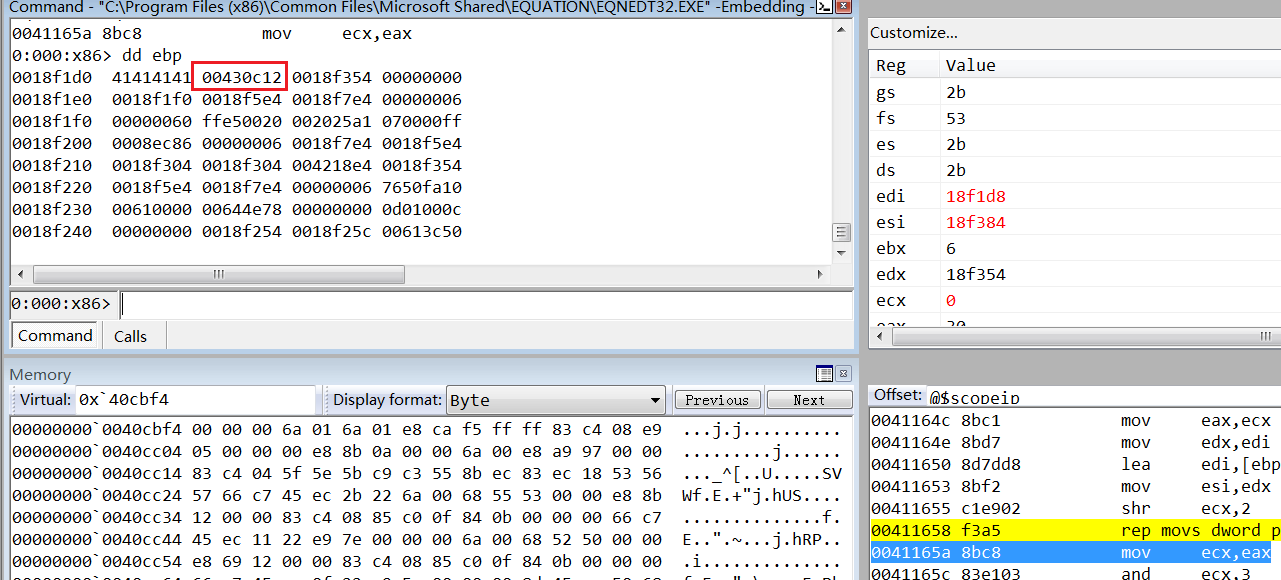 Command - "C:\Program Files (x86)\Common Files\Microsoft Shared\EQUATION\EQNEDT32.EXE" -Embedding -
0041165a 8bc8 mov ecx,eax
0:000:x86> dd ebp
0018f1d0 41414141 00430c12 0018f354 00000000
0018f1e0 0018f1f0 0018f5e4 0018f7e4 00000006
0018f1f0 00000060 ffe50020 002025a1 070000ff
0018f200 0008ec86 00000006 0018f7e4 0018f5e4
0018f210 0018f304 0018f304 004218e4 0018f354
0018f220 0018f5e4 0018f7e4 00000006 7650fa10
0018f230 00610000 00644e78 00000000 0d01000c
0018f240 00000000 0018f254 0018f25c 00613c50
0:000:x86>
Command Calls
Customize...
Reg Value
gs 2b
fs 53
es 2b
ds 2b
edi 18f1d8
esi 18f384
ebx 6
edx 18f354
ecx 0
Memory
Virtual: 0x`40cbf4 Display format: Byte Previous Next
00000000`0040cbf4 00 00 00 6a 01 6a 01 e8 ca f5 ff ff 83 c4 08 e9 ...j.j..........
00000000`0040cc04 05 00 00 00 e8 8b 0a 00 00 6a 00 e8 a9 97 00 00 .........j......
00000000`0040cc14 83 c4 04 5f 5e 5b c9 c3 55 8b ec 83 ec 18 53 56 ..._^[..U.....SV
00000000`0040cc24 57 66 c7 45 ec 2b 22 6a 00 68 55 53 00 00 e8 8b Wf.E.+"j.hUS....
00000000`0040cc34 12 00 00 83 c4 08 85 c0 0f 84 0b 00 00 00 66 c7 ..............f.
00000000`0040cc44 45 ec 11 22 e9 7e 00 00 00 6a 00 68 52 50 00 00 E..".~...j.hRP..
00000000`0040cc54 e8 69 12 00 00 83 c4 08 85 c0 0f 84 0b 00 00 00 .i..............
Offset: @$scopeip
0041164c 8bc1 mov eax,ecx
0041164e 8bd7 mov edx,edi
00411650 8d7dd8 lea edi,[ebp
00411653 8bf2 mov esi,edx
00411655 c1e902 shr ecx,2
00411658 f3a5 rep movs dword p
0041165a 8bc8 mov ecx,eax
0041165c 83e103 and ecx,3